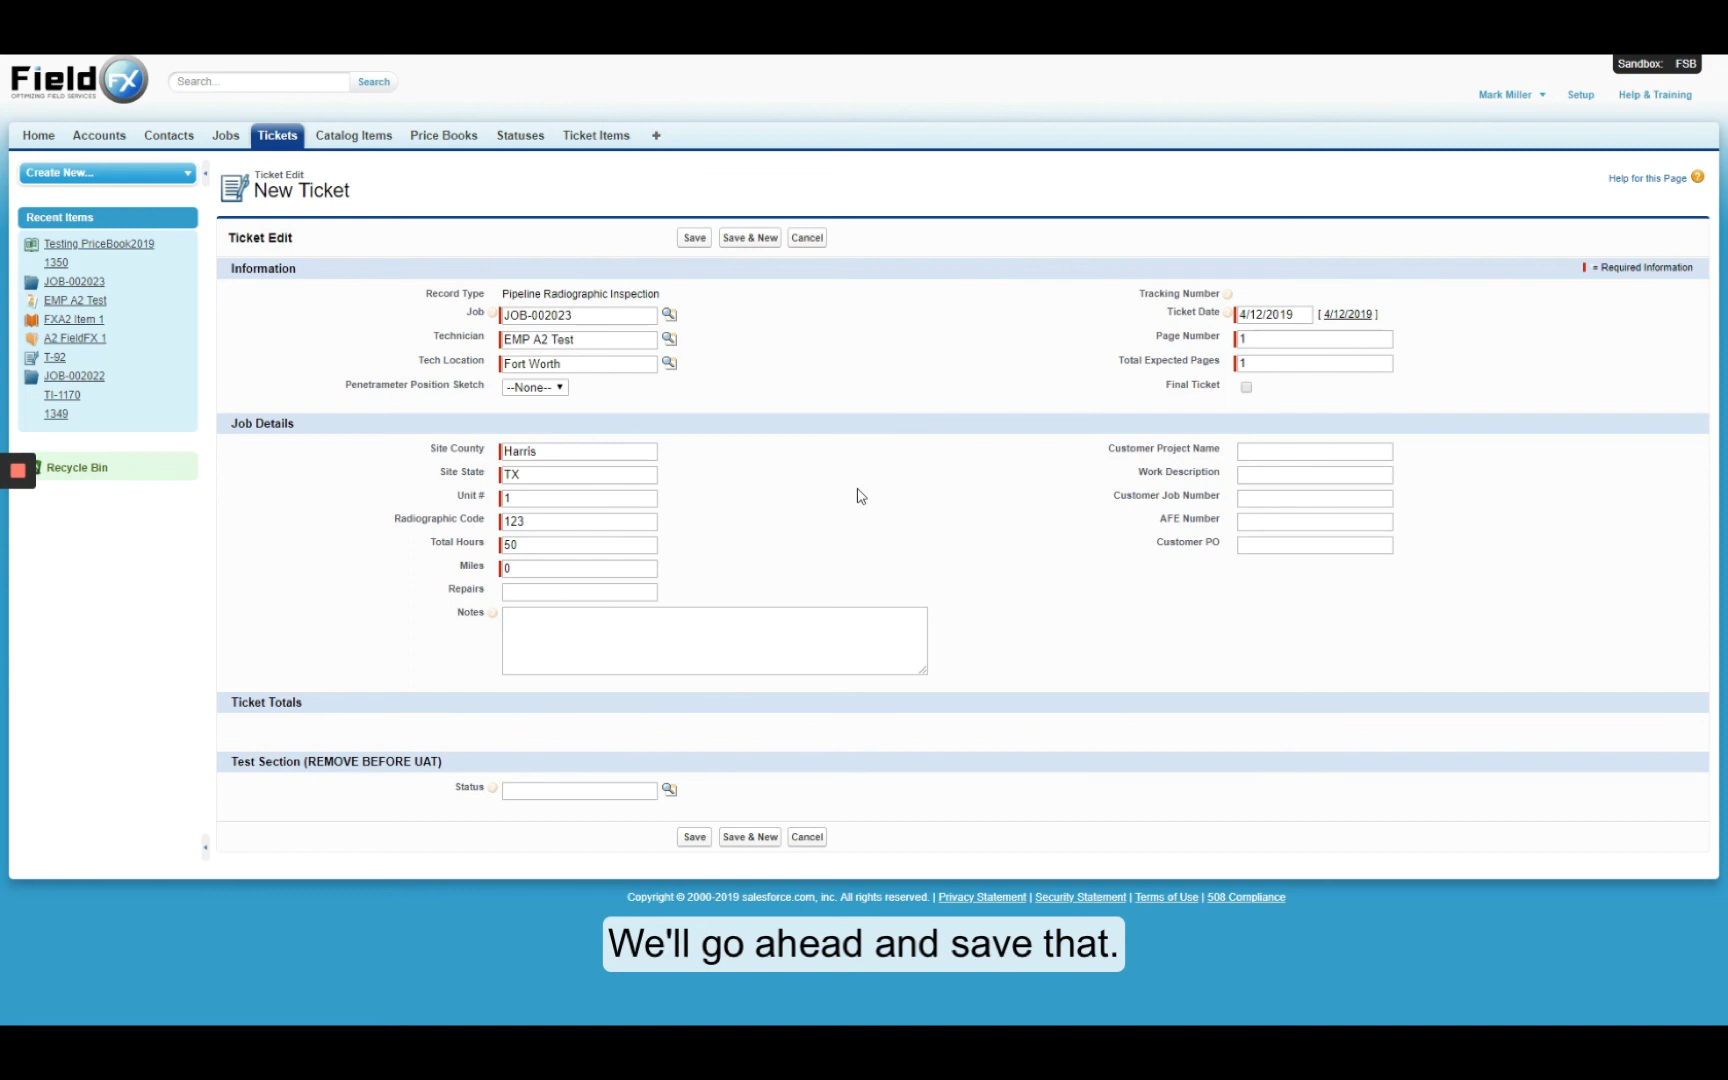 Field FX
OPTIMIZING FIELD SERVICES
Search...
Search
Sandbox: FSB
Mark Miller
Setup
Help & Training
Home
Accounts
Contacts
Jobs
Tickets
Catalog Items
Price Books
Statuses
Ticket Items
+
Create New...
Recent Items
Testing PriceBook2019
1350
JOB-002023
EMP A2 Test
FXA2 Item 1
A2 FieldFX 1
T-92
JOB-002022
TI-1170
1349
Recycle Bin
Ticket Edit
New Ticket
Help for this Page ?
Ticket Edit
Save
Save & New
Cancel
Information
= Required Information
Record Type Pipeline Radiographic Inspection
Job JOB-002023
Technician EMP A2 Test
Tech Location Fort Worth
Penetrameter Position Sketch --None--
Tracking Number
Ticket Date 4/12/2019 [ 4/12/2019 ]
Page Number 1
Total Expected Pages 1
Final Ticket
Job Details
Site County Harris
Site State TX
Unit # 1
Radiographic Code 123
Total Hours 50
Miles 0
Repairs
Notes
Customer Project Name
Work Description
Customer Job Number
AFE Number
Customer PO
Ticket Totals
Test Section (REMOVE BEFORE UAT)
Status
Save
Save & New
Cancel
Copyright © 2000-2019 salesforce.com, inc. All rights reserved. | Privacy Statement | Security Statement | Terms of Use | 508 Compliance
We'll go ahead and save that.